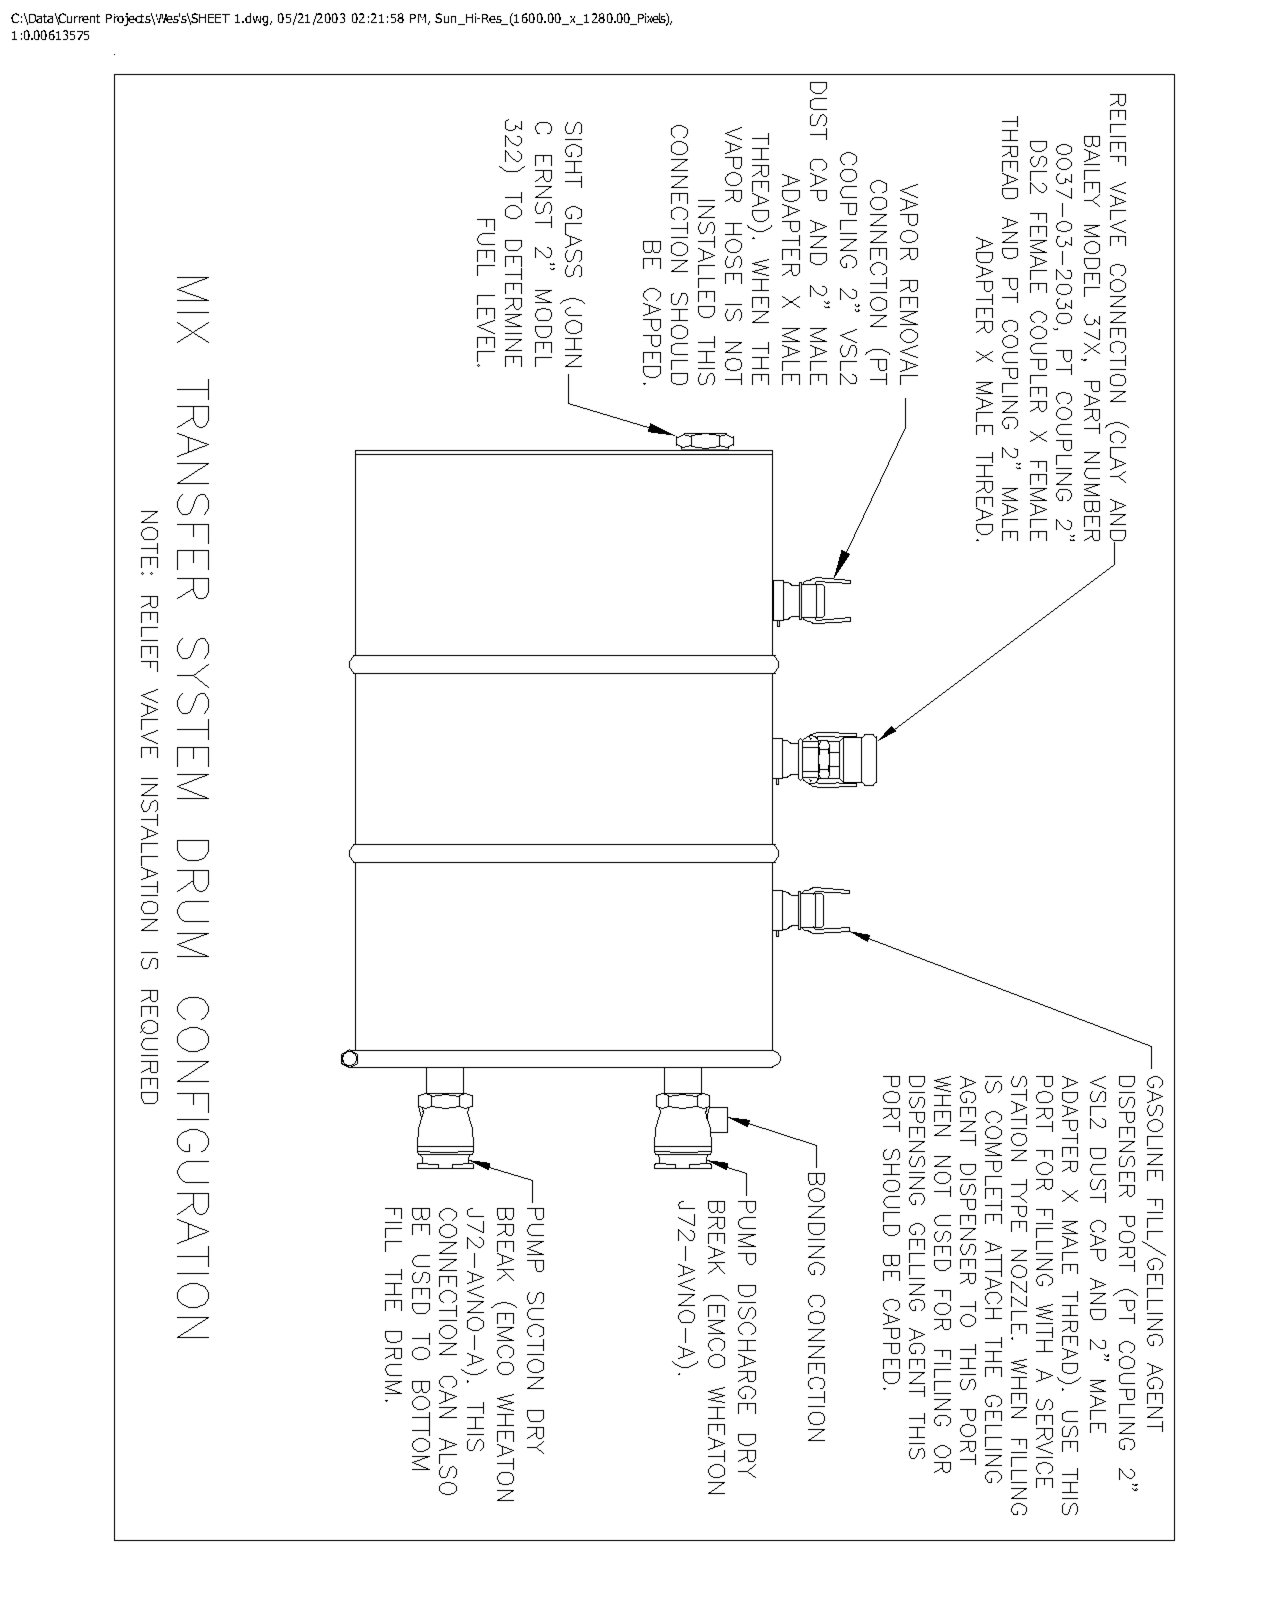 C:\Data\Current Projects\Wes's\SHEET 1.dwg, 05/21/2003 02:21:58 PM, Sun_Hi-Res_(1600.00_x_1280.00_Pixels),
1:0.00613575
RELIEF VALVE CONNECTION (CLAY AND
BAILEY MODEL 37X, PART NUMBER
0037-03-2030, PT COUPLING 2"
DSL2 FEMALE COUPLER X FEMALE
THREAD AND PT COUPLING 2" MALE
ADAPTER X MALE THREAD.
VAPOR REMOVAL
CONNECTION (PT
COUPLING 2" VSL2
DUST CAP AND 2" MALE
ADAPTER X MALE
THREAD). WHEN THE
VAPOR HOSE IS NOT
INSTALLED THIS
CONNECTION SHOULD
BE CAPPED.
SIGHT GLASS (JOHN
C ERNST 2" MODEL
322) TO DETERMINE
FUEL LEVEL.
GASOLINE FILL/GELLING AGENT
DISPENSER PORT (PT COUPLING 2"
VSL2 DUST CAP AND 2" MALE
ADAPTER X MALE THREAD). USE THIS
PORT FOR FILLING WITH A SERVICE
STATION TYPE NOZZLE. WHEN FILLING
IS COMPLETE ATTACH THE GELLING
AGENT DISPENSER TO THIS PORT
WHEN NOT USED FOR FILLING OR
DISPENSING GELLING AGENT THIS
PORT SHOULD BE CAPPED.
BONDING CONNECTION
PUMP DISCHARGE DRY
BREAK (EMCO WHEATON
J72-AVNO-A).
PUMP SUCTION DRY
BREAK (EMCO WHEATON
J72-AVNO-A). THIS
CONNECTION CAN ALSO
BE USED TO BOTTOM
FILL THE DRUM.
MIX TRANSFER SYSTEM DRUM CONFIGURATION
NOTE: RELIEF VALVE INSTALLATION IS REQUIRED